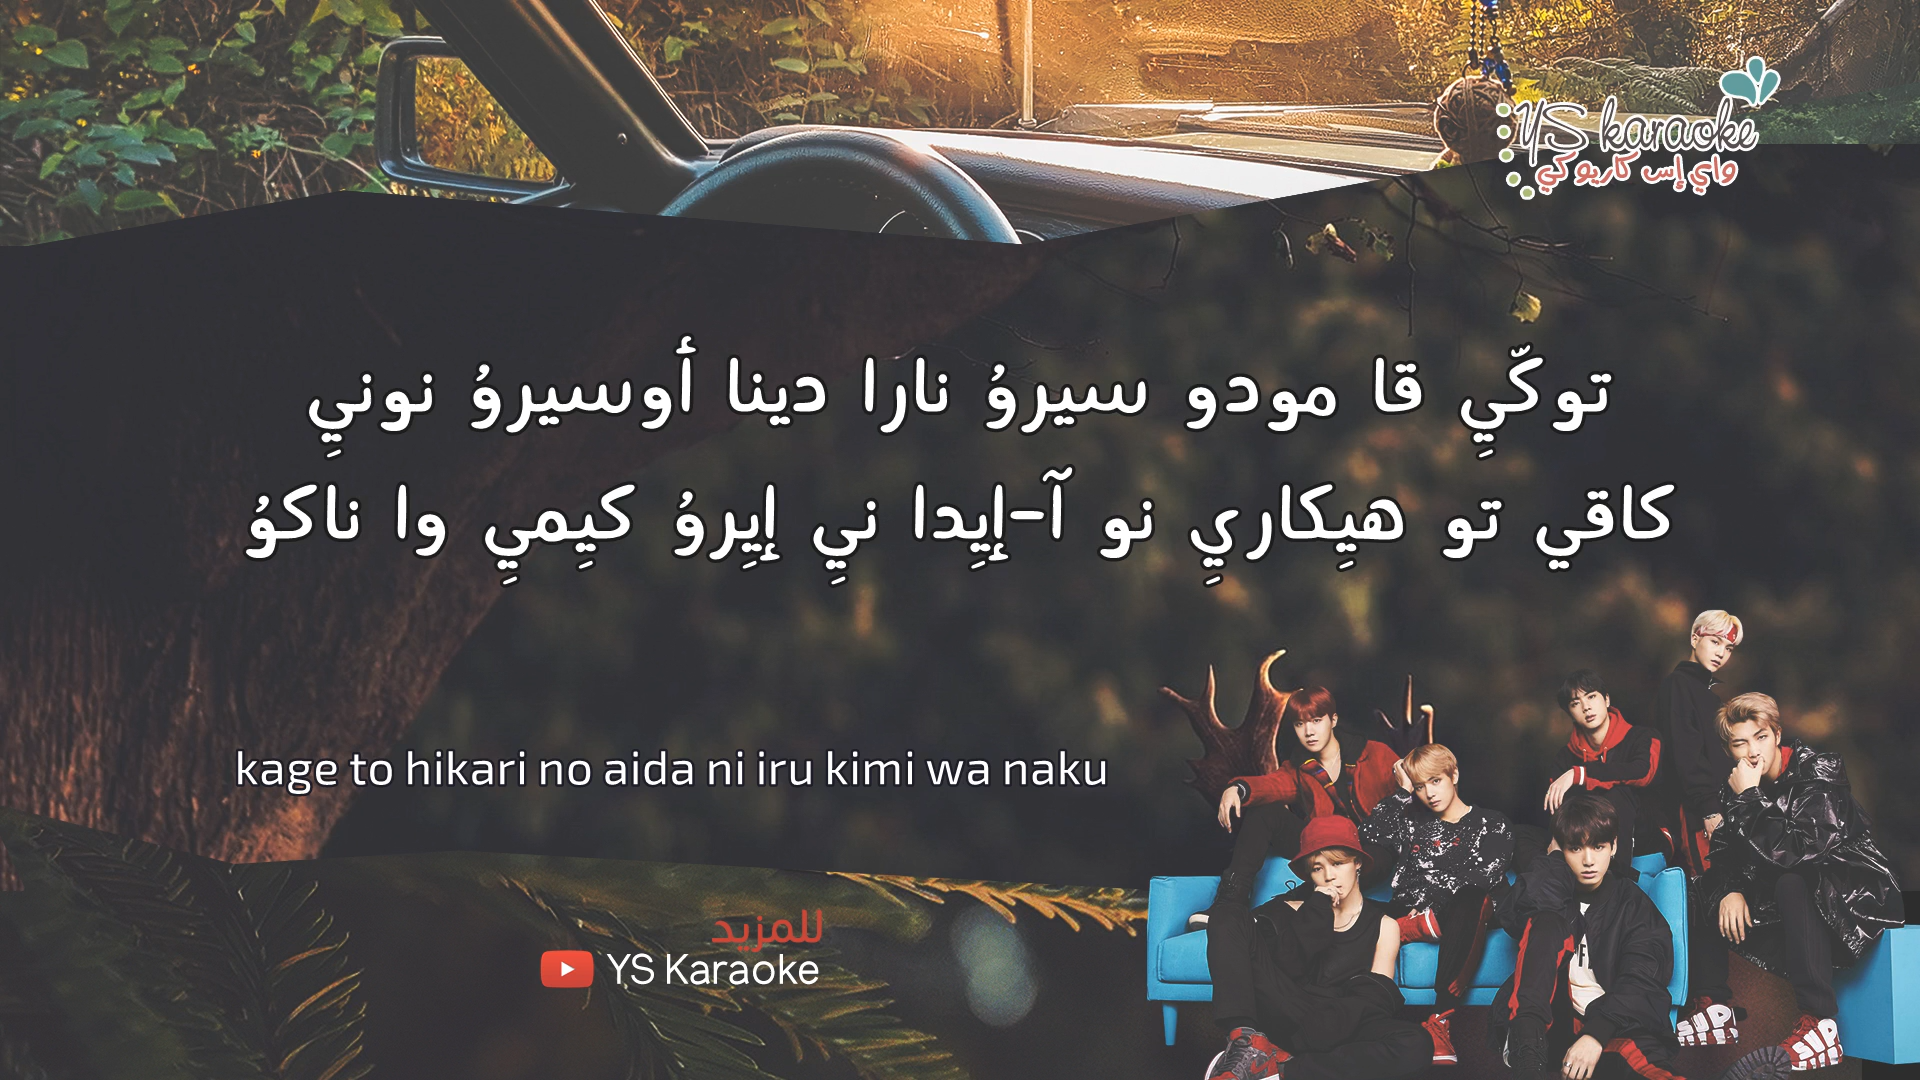 YS karaoke
واي إس كاريوكي
توكّيِ قا مودو سيروُ نارا دينا أوسيروُ نونيِ
كاقي تو هيِكاريِ نو آ-إيِدا نيِ إيِروُ كيِميِ وا ناكوُ
kage to hikari no aida ni iru kimi wa naku
للمزيد
YS Karaoke